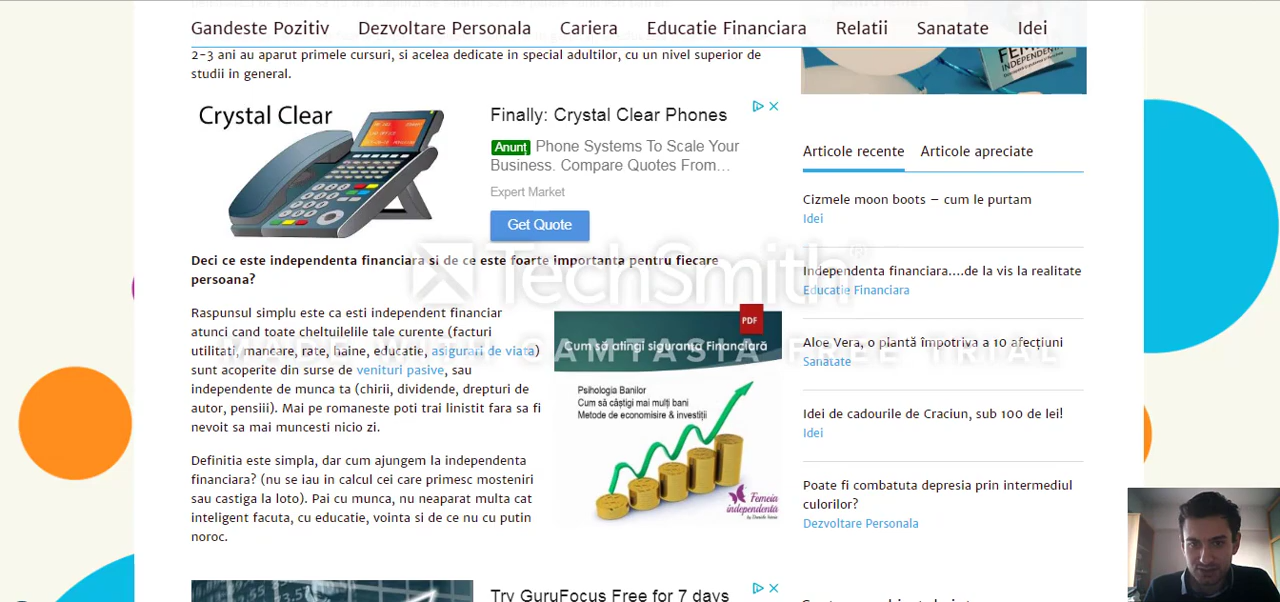 Gandeste Pozitiv Dezvoltare Personala Cariera Educatie Financiara Relatii Sanatate Idei
2-3 ani au aparut primele cursuri, si acelea dedicate in special adultilor, cu un nivel superior de
studii in general.
Crystal Clear
Finally: Crystal Clear Phones
Anunț Phone Systems To Scale Your
Business. Compare Quotes From...
Expert Market
Get Quote
Deci ce este independenta financiara si de ce este foarte importanta pentru fiecare
persoana?
Raspunsul simplu este ca esti independent financiar
atunci cand toate cheltuilelile tale curente (facturi
utilitati, mancare, rate, haine, educatie, asigurari de viata)
sunt acoperite din surse de venituri pasive, sau
independente de munca ta (chirii, dividende, drepturi de
autor, pensiii). Mai pe romaneste poti trai linistit fara sa fi
nevoit sa mai muncesti nicio zi.
PDF
Cum să atingi siguranța Financiară
Psihologia Banilor
Cum să câștigi mai mulți bani
Metode de economisire & investiții
Femeia
independentă
Definitia este simpla, dar cum ajungem la independenta
financiara? (nu se iau in calcul cei care primesc mosteniri
sau castiga la loto). Pai cu munca, nu neaparat multa cat
inteligent facuta, cu educatie, vointa si de ce nu cu putin
noroc.
Try GuruFocus Free for 7 days
Articole recente Articole apreciate
Cizmele moon boots – cum le purtam
Idei
Independenta financiara....de la vis la realitate
Educatie Financiara
Aloe Vera, o plantă împotriva a 10 afecțiuni
Sanatate
Idei de cadourile de Craciun, sub 100 de lei!
Idei
Poate fi combatuta depresia prin intermediul
culorilor?
Dezvoltare Personala
TechSmith®
MADE WITH CAMTASIA FREE TRIAL